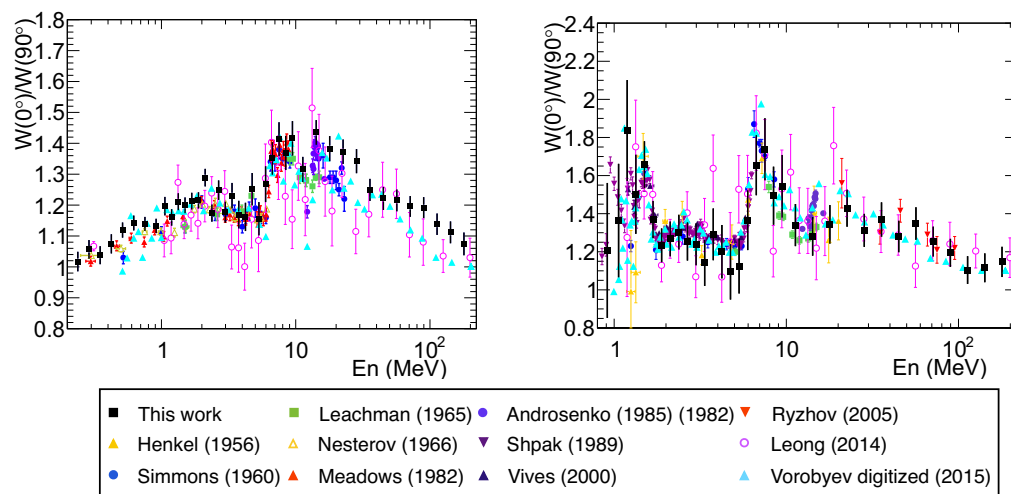 W(0°)/W(90°)
1.8
1.7
1.6
1.5
1.4
1.3
1.2
1.1
1
0.9
0.8
1
10
10²
En (MeV)
W(0°)/W(90°)
2.4
2.2
2
1.8
1.6
1.4
1.2
1
0.8
1
10
10²
En (MeV)
This work
Leachman (1965)
Androsenko (1985) (1982)
Ryzhov (2005)
Henkel (1956)
Nesterov (1966)
Shpak (1989)
Leong (2014)
Simmons (1960)
Meadows (1982)
Vives (2000)
Vorobyev digitized (2015)